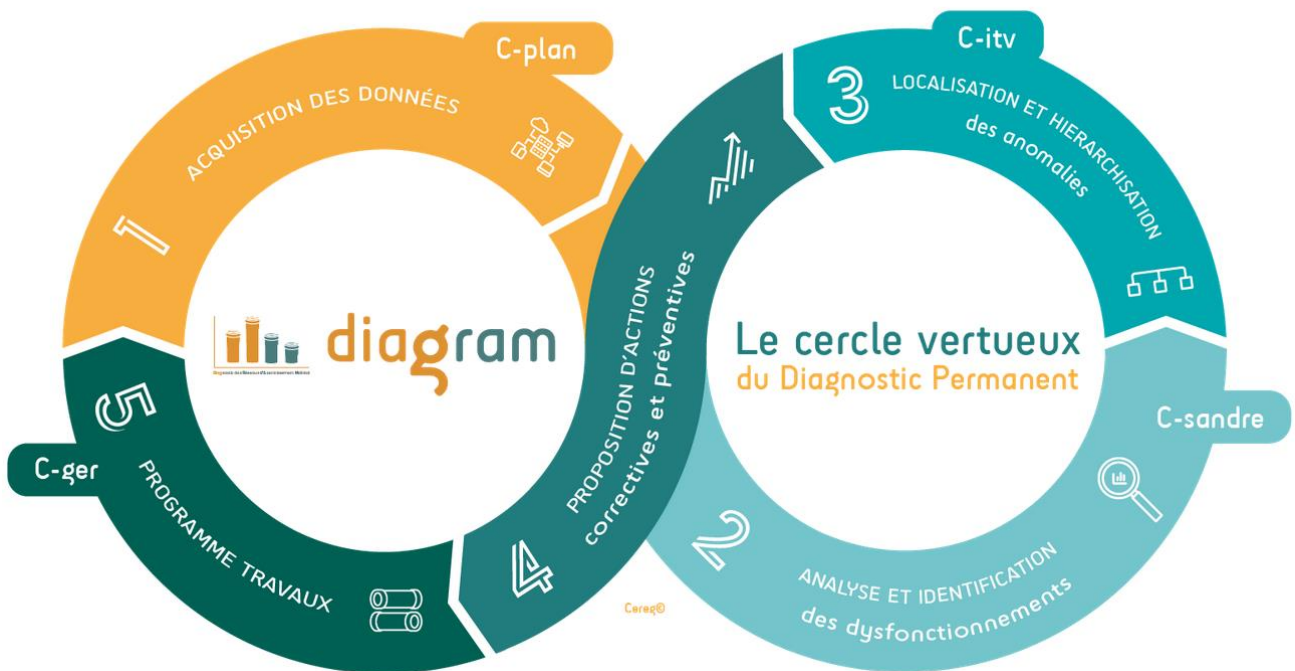 C-plan
1
ACQUISITION DES DONNÉES
C-itv
3
LOCALISATION ET HIERARCHISATION
des anomalies
diagram
Le cercle vertueux
du Diagnostic Permanent
4
PROPOSITION D'ACTIONS
correctives et préventives
C-sandre
2
ANALYSE ET IDENTIFICATION
des dysfonctionnements
C-ger
5
PROGRAMME TRAVAUX
Cereg©